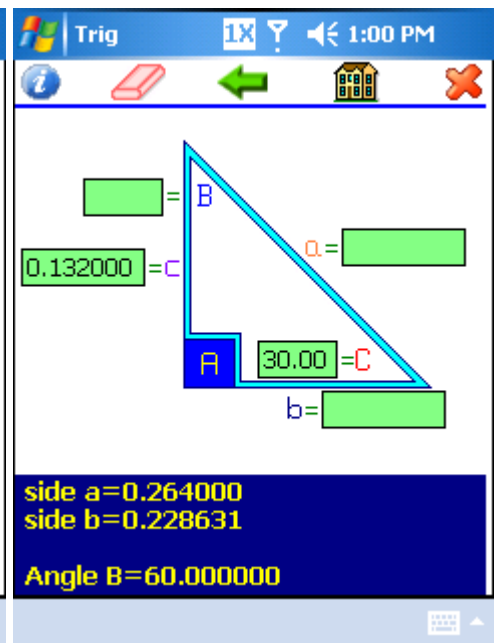 Trig 1X 1:00 PM
= B
a=
0.132000 =c
A 30.00 =C
b=
side a=0.264000
side b=0.228631
Angle B=60.000000